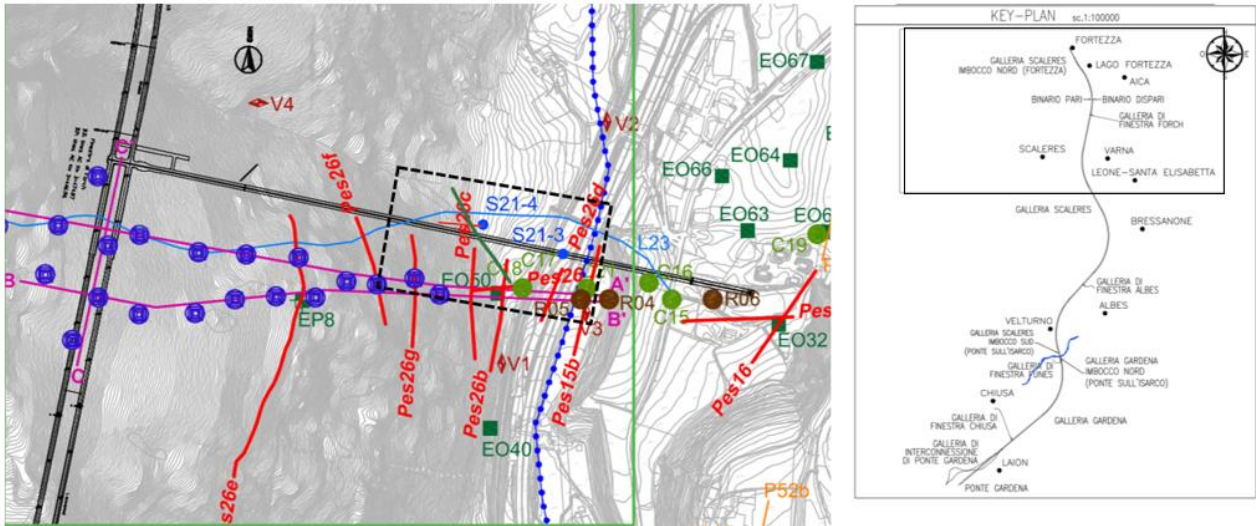 V4
V2
EO67
EO66
EO64
EO63
Pes26f
Pes26c
Pes26d
S21-4
S21-3
L23
C19
C
C17
C18
C16
EO50
Pes26
A'
B
EP8
R05
R04
C15
R06
B'
V3
EO32
Pes26g
Pes26b
V1
Pes15b
Pes16
EO40
P52b
KEY-PLAN sc.1:100000
FORTEZZA
GALLERIA SCALERES
IMBOCCO NORD (FORTEZZA)
LAGO FORTEZZA
AICA
BINARIO PARI
BINARIO DISPARI
GALLERIA DI
FINESTRA FORCH
SCALERES
VARNA
LEONE-SANTA ELISABETTA
GALLERIA SCALERES
BRESSANONE
GALLERIA DI
FINESTRA ALBES
ALBES
VELTURNO
GALLERIA SCALERES
IMBOCCO SUD
(PONTE SULL'ISARCO)
GALLERIA DI
FINESTRA FUNES
GALLERIA GARDENA
IMBOCCO NORD
(PONTE SULL'ISARCO)
CHIUSA
GALLERIA DI
FINESTRA CHIUSA
GALLERIA GARDENA
GALLERIA DI
INTERCONNESSIONE
DI PONTE GARDENA
LAION
PONTE GARDENA